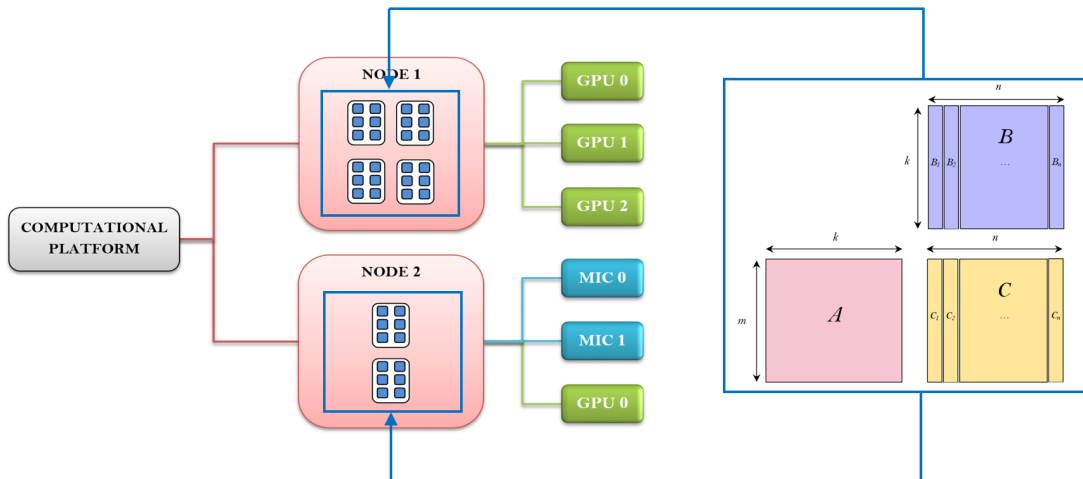 NODE 1
GPU 0
GPU 1
GPU 2
COMPUTATIONAL
PLATFORM
NODE 2
MIC 0
MIC 1
GPU 0
n
k
B
B1 B2 ... Bn
k
n
m
A
C
C1 C2 ... Cn